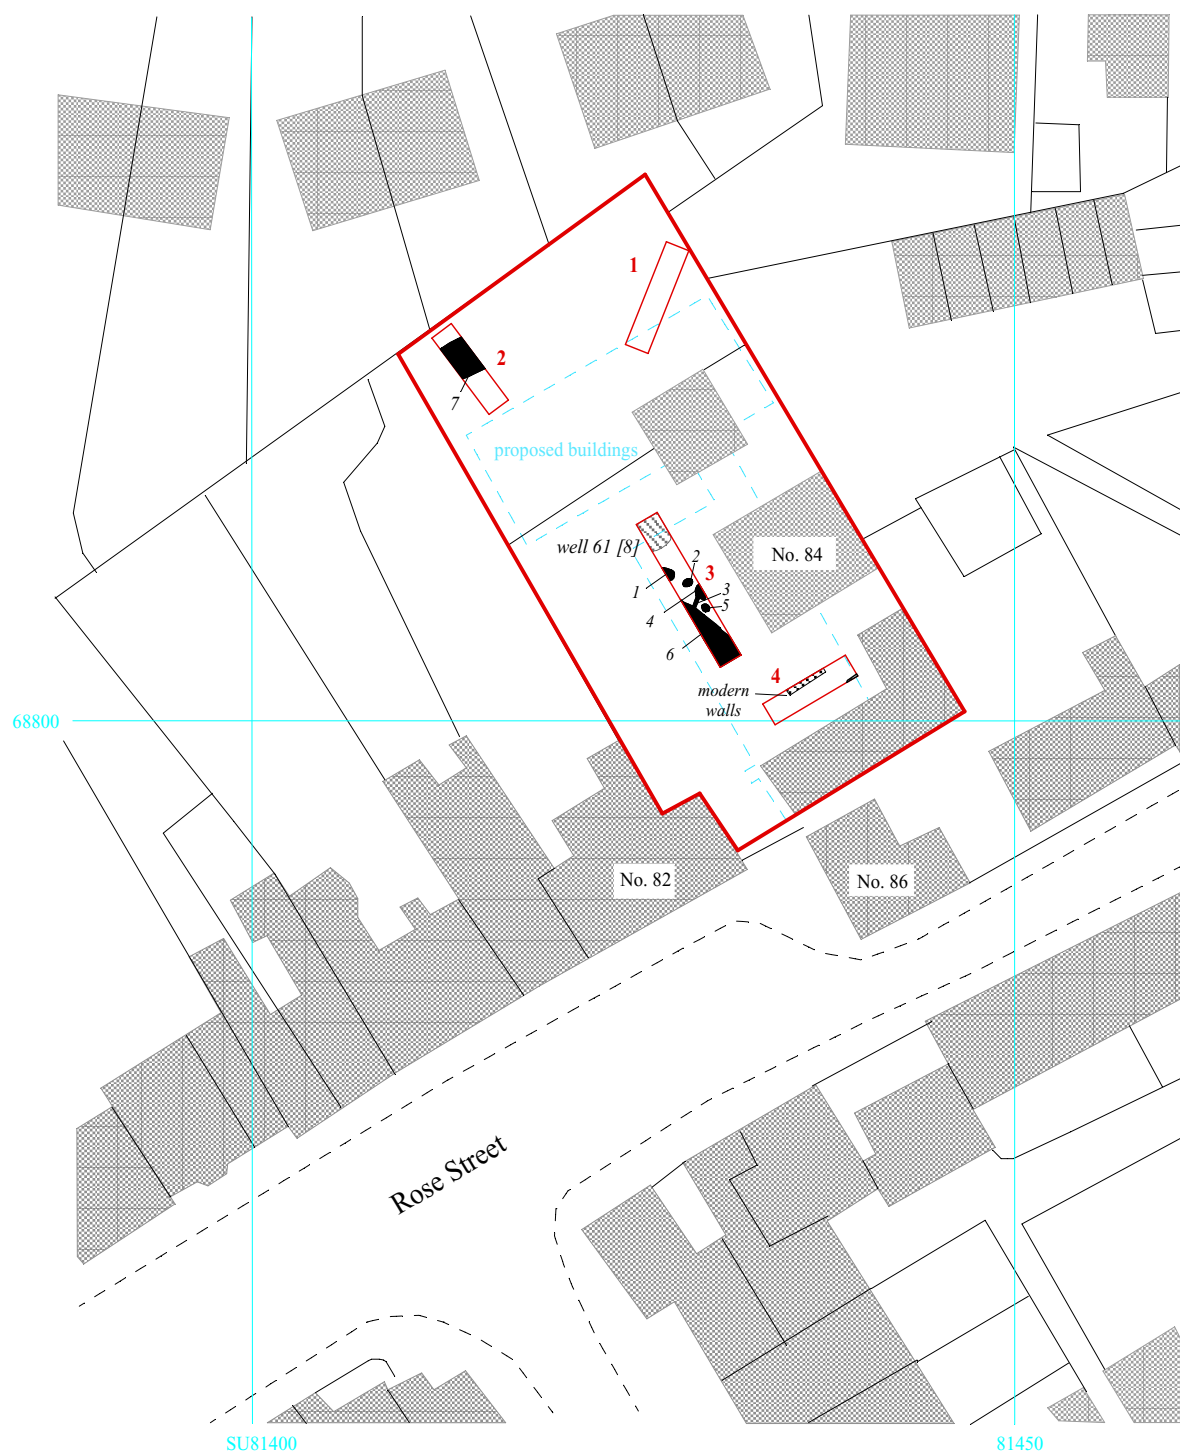 1
2
7
proposed buildings
well 61 [8]
No. 84
2
3
1
3
5
4
6
4
modern
walls
68800
No. 82
No. 86
Rose Street
SU81400
81450